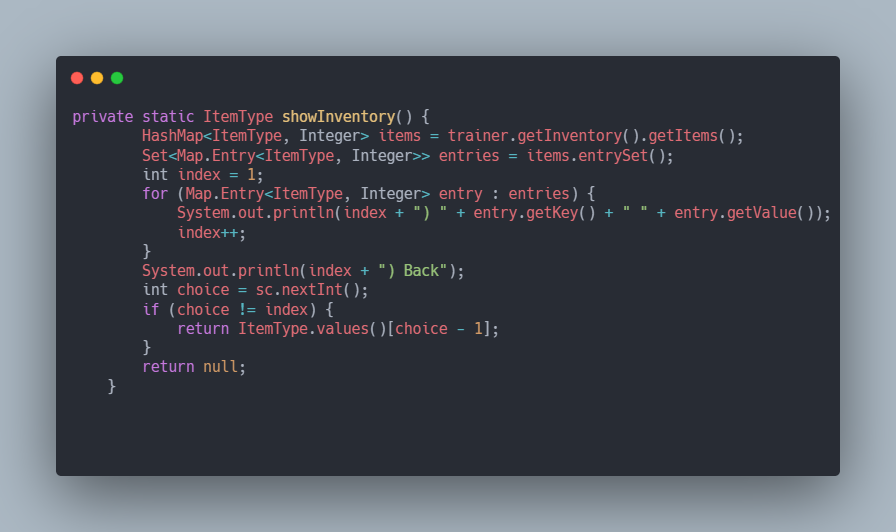 private static ItemType showInventory() {
        HashMap<ItemType, Integer> items = trainer.getInventory().getItems();
        Set<Map.Entry<ItemType, Integer>> entries = items.entrySet();
        int index = 1;
        for (Map.Entry<ItemType, Integer> entry : entries) {
            System.out.println(index + ") " + entry.getKey() + " " + entry.getValue());
            index++;
        }
        System.out.println(index + ") Back");
        int choice = sc.nextInt();
        if (choice != index) {
            return ItemType.values()[choice - 1];
        }
        return null;
    }